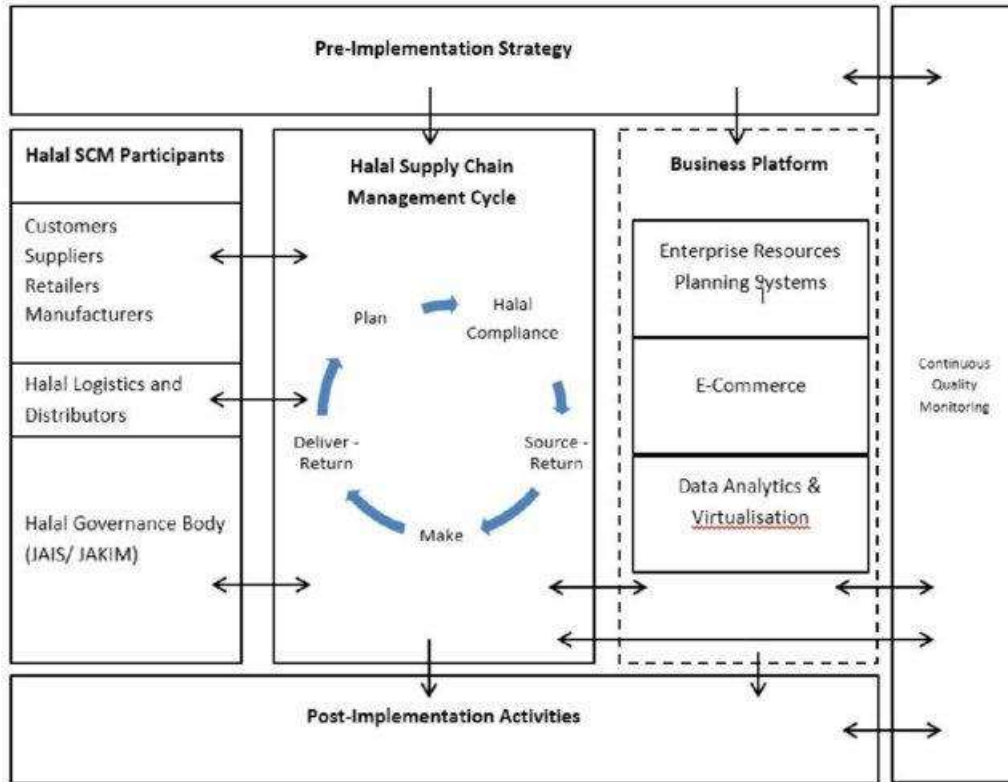 Pre-Implementation Strategy
Halal SCM Participants
Customers
Suppliers
Retailers
Manufacturers
Halal Logistics and
Distributors
Halal Governance Body
(JAIS/ JAKIM)
Halal Supply Chain
Management Cycle
Plan
Halal
Compliance
Source -
Return
Make
Deliver -
Return
Business Platform
Enterprise Resources
Planning Systems
E-Commerce
Data Analytics &
Virtualisation
Continuous
Quality
Monitoring
Post-Implementation Activities